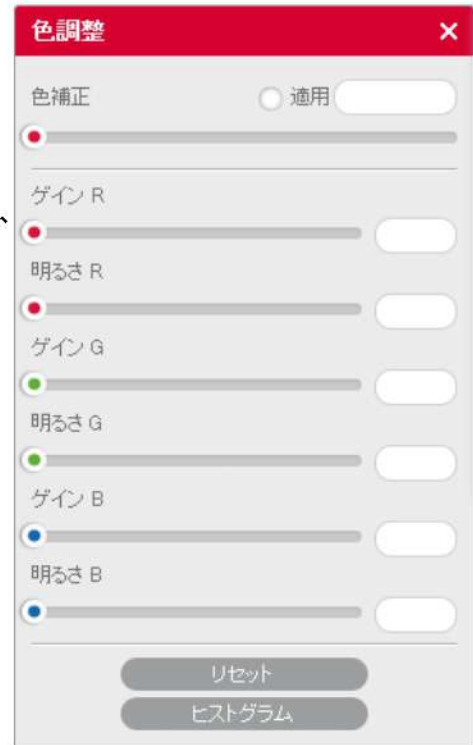 色調整 ×
色補正 適用
、
ゲイン R
明るさ R
ゲイン G
明るさ G
ゲイン B
明るさ B
リセット
ヒストグラム